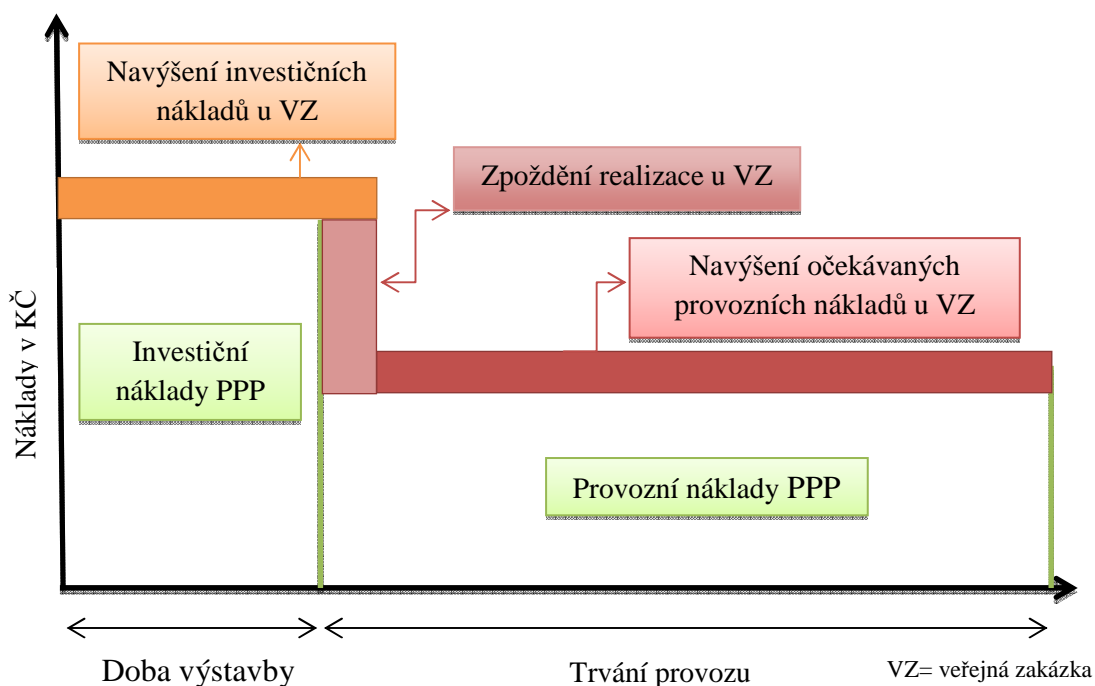 Navýšení investičních
nákladů u VZ
Zpoždění realizace u VZ
Navýšení očekávaných
provozních nákladů u VZ
Náklady v KČ
Investiční
náklady PPP
Provozní náklady PPP
Doba výstavby
Trvání provozu
VZ= veřejná zakázka